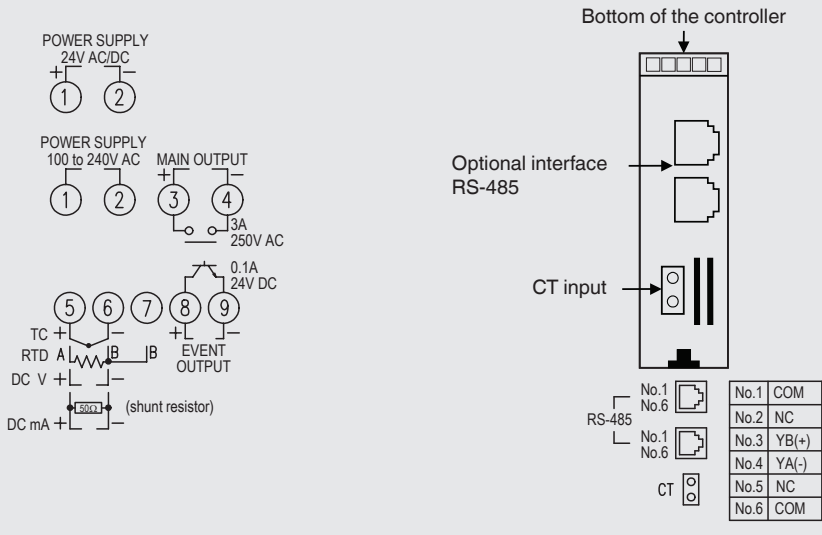 POWER SUPPLY
24V AC/DC
+ −
1 2
POWER SUPPLY
100 to 240V AC
1 2
MAIN OUTPUT
+ −
3 4
3A
250V AC
0.1A
24V DC
5 6 7 8 9
TC + −
+ −
EVENT
OUTPUT
RTD A B B
DC V + −
50Ω (shunt resistor)
DC mA + −
Bottom of the controller
Optional interface
RS-485
CT input
RS-485
No.1
No.6
No.1
No.6
CT
No.1 COM
No.2 NC
No.3 YB(+)
No.4 YA(-)
No.5 NC
No.6 COM